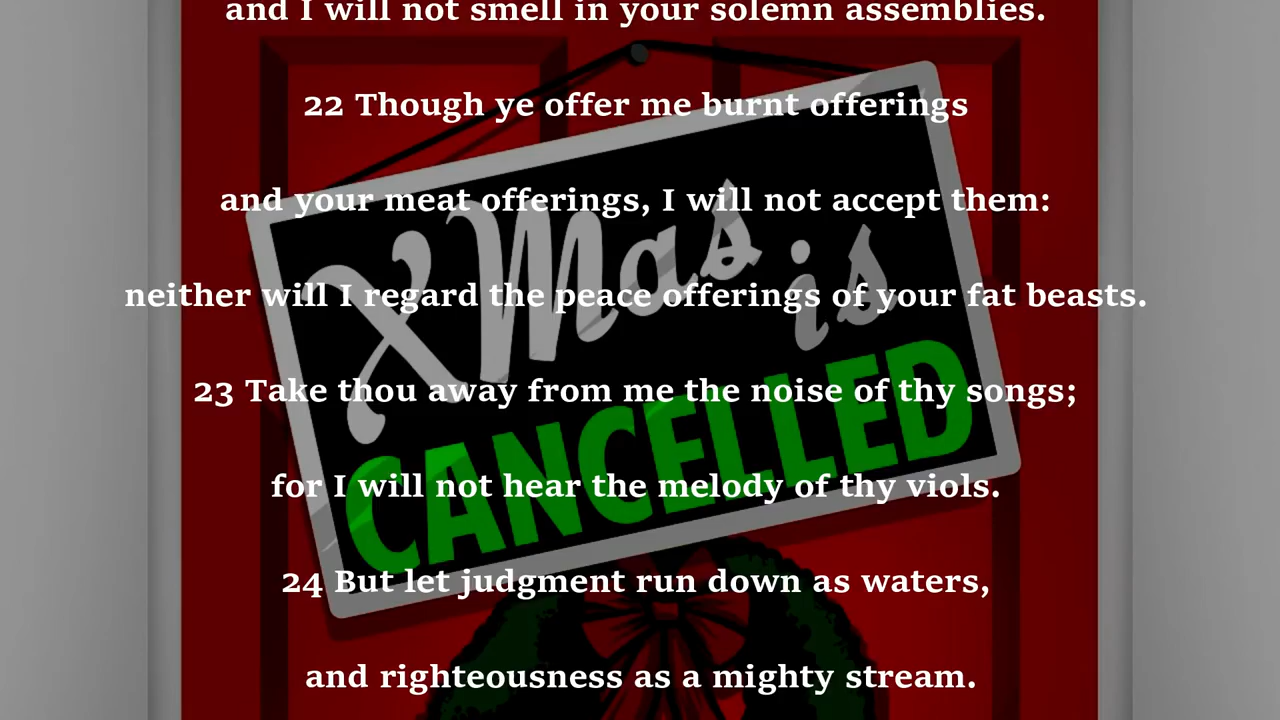 and I will not smell in your solemn assemblies.
22 Though ye offer me burnt offerings
and your meat offerings, I will not accept them:
neither will I regard the peace offerings of your fat beasts.
23 Take thou away from me the noise of thy songs;
for I will not hear the melody of thy viols.
24 But let judgment run down as waters,
and righteousness as a mighty stream.
XMas is
CANCELLED